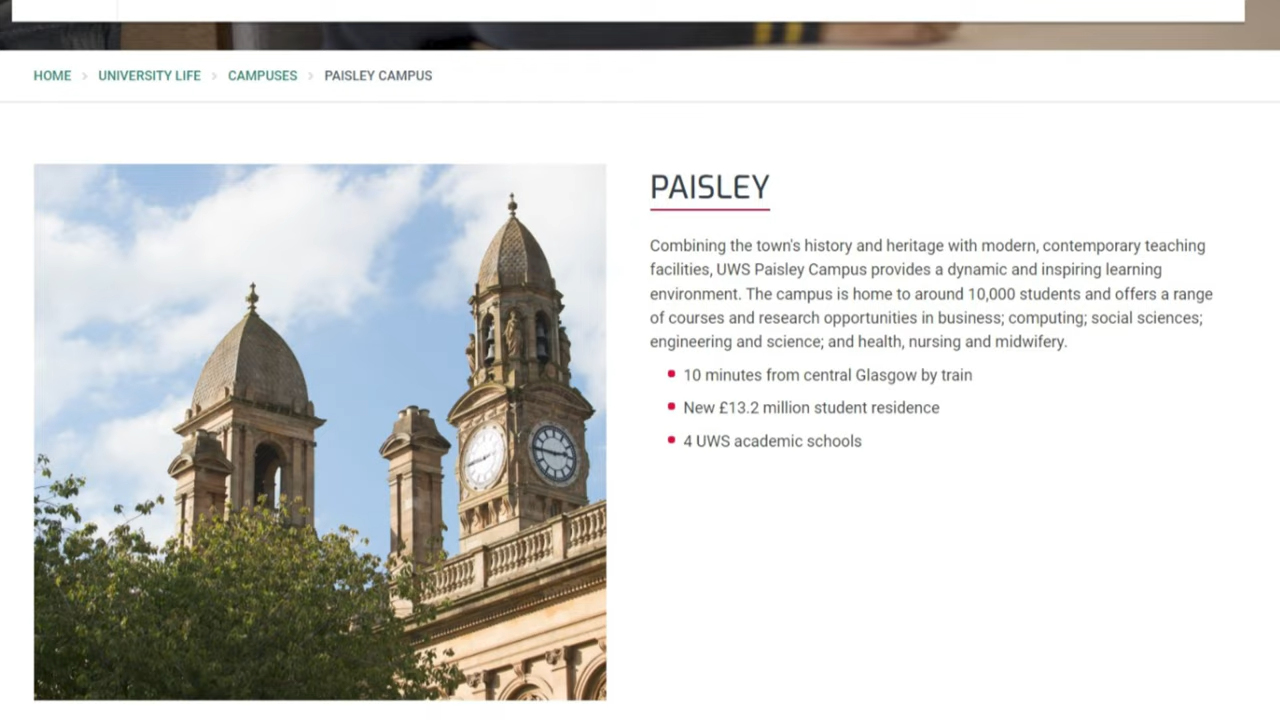 HOME > UNIVERSITY LIFE > CAMPUSES > PAISLEY CAMPUS
PAISLEY
Combining the town's history and heritage with modern, contemporary teaching
facilities, UWS Paisley Campus provides a dynamic and inspiring learning
environment. The campus is home to around 10,000 students and offers a range
of courses and research opportunities in business; computing; social sciences;
engineering and science; and health, nursing and midwifery.
10 minutes from central Glasgow by train
New £13.2 million student residence
4 UWS academic schools